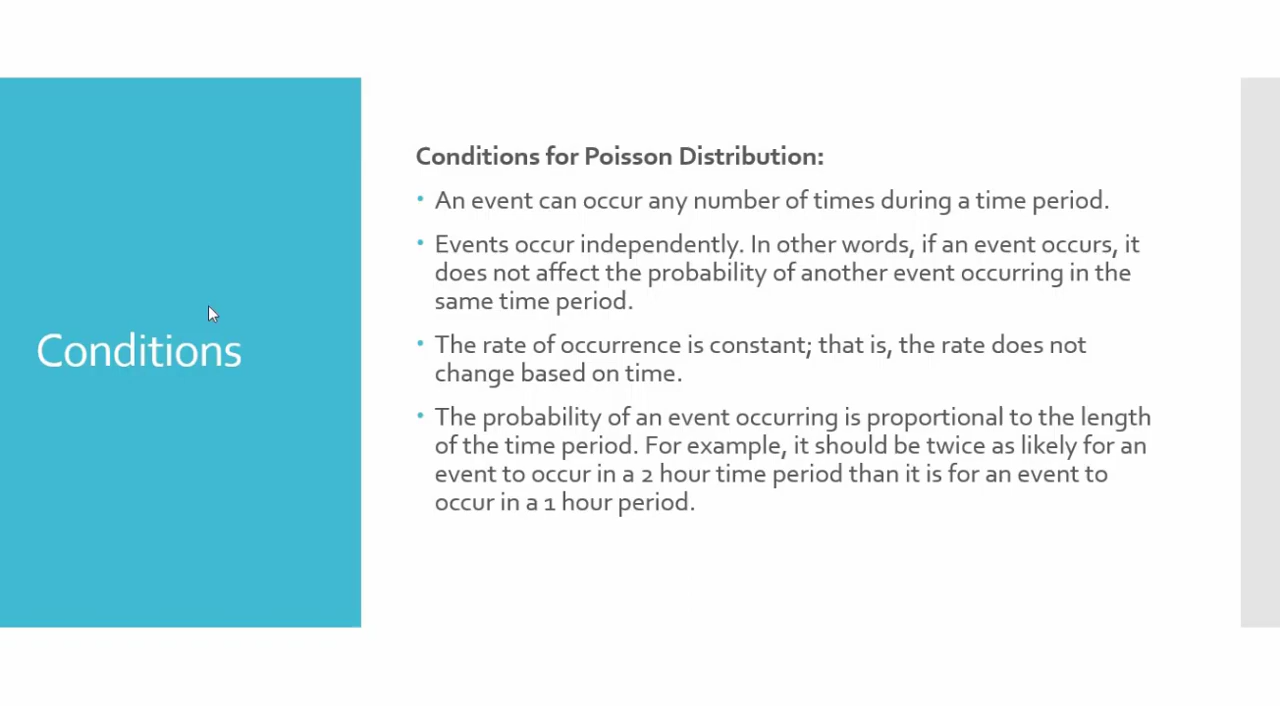 Conditions
Conditions for Poisson Distribution:
• An event can occur any number of times during a time period.
• Events occur independently. In other words, if an event occurs, it
does not affect the probability of another event occurring in the
same time period.
• The rate of occurrence is constant; that is, the rate does not
change based on time.
• The probability of an event occurring is proportional to the length
of the time period. For example, it should be twice as likely for an
event to occur in a 2 hour time period than it is for an event to
occur in a 1 hour period.